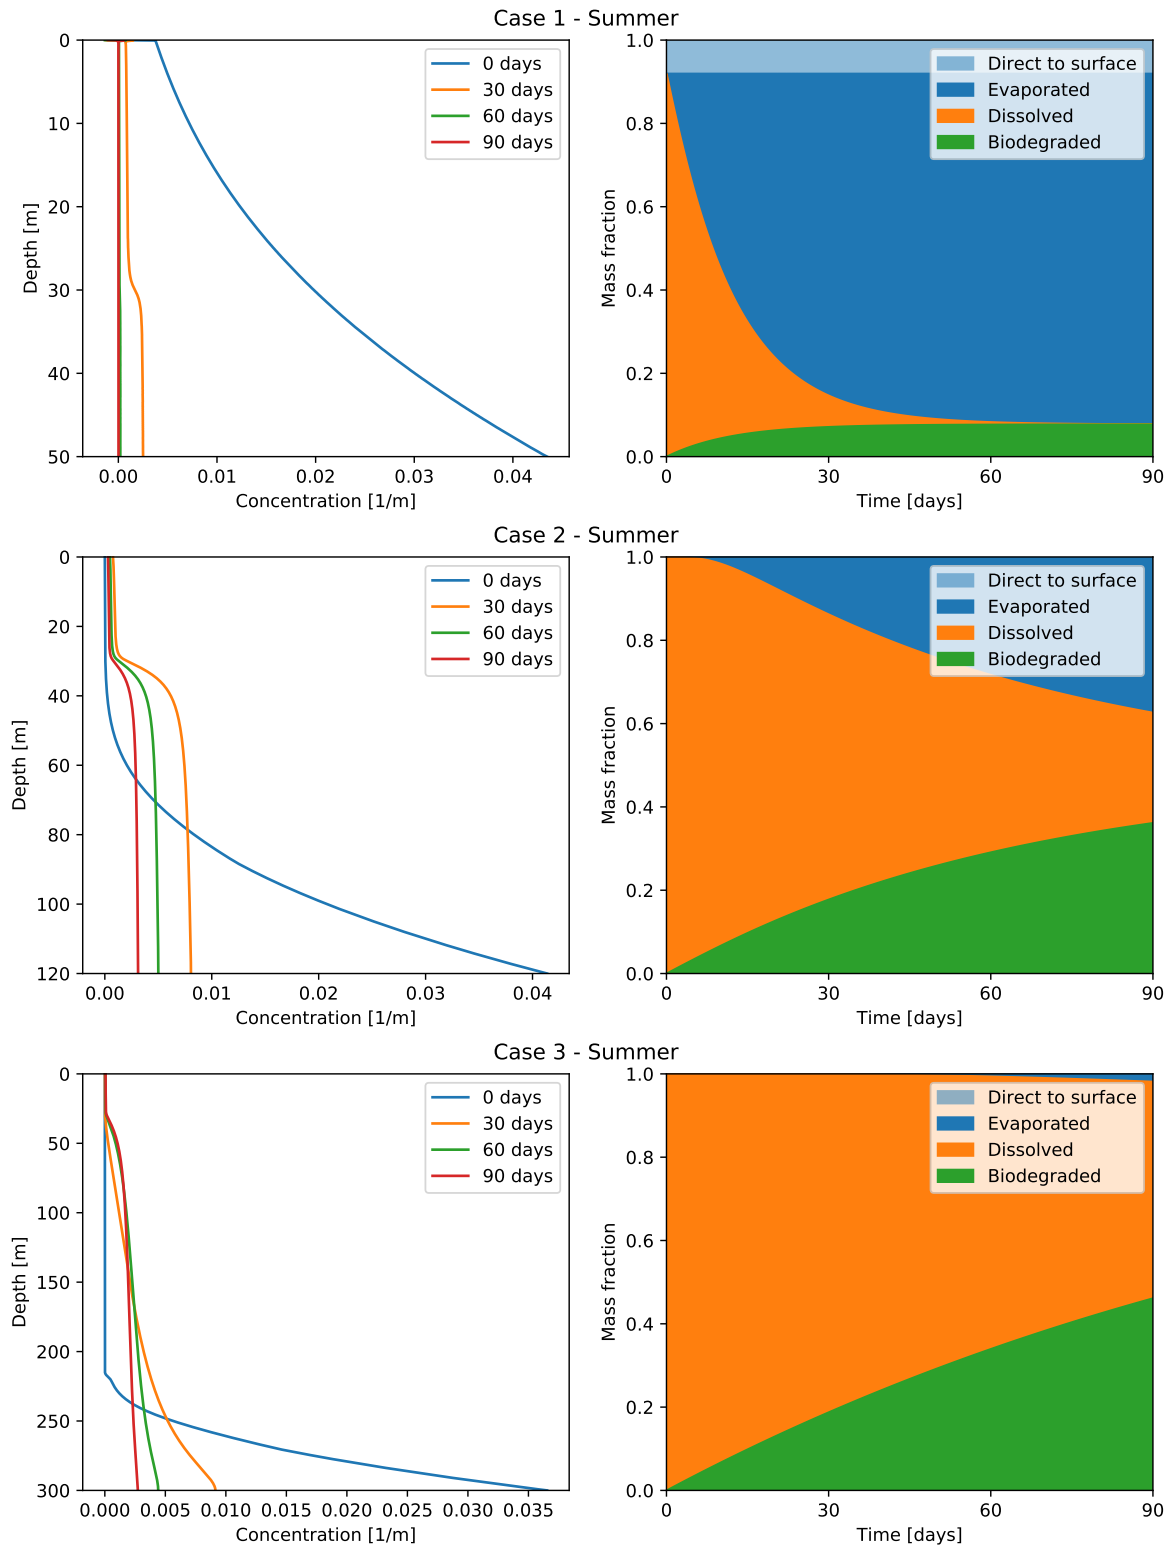 Case 1 - Summer
0
10
20
30
40
50
Depth [m]
0.00 0.01 0.02 0.03 0.04
Concentration [1/m]
0 days
30 days
60 days
90 days
1.0
0.8
0.6
0.4
0.2
0.0
Mass fraction
0 30 60 90
Time [days]
Direct to surface
Evaporated
Dissolved
Biodegraded
Case 2 - Summer
0
20
40
60
80
100
120
Depth [m]
0.00 0.01 0.02 0.03 0.04
Concentration [1/m]
0 days
30 days
60 days
90 days
1.0
0.8
0.6
0.4
0.2
0.0
Mass fraction
0 30 60 90
Time [days]
Direct to surface
Evaporated
Dissolved
Biodegraded
Case 3 - Summer
0
50
100
150
200
250
300
Depth [m]
0.000 0.005 0.010 0.015 0.020 0.025 0.030 0.035
Concentration [1/m]
0 days
30 days
60 days
90 days
1.0
0.8
0.6
0.4
0.2
0.0
Mass fraction
0 30 60 90
Time [days]
Direct to surface
Evaporated
Dissolved
Biodegraded